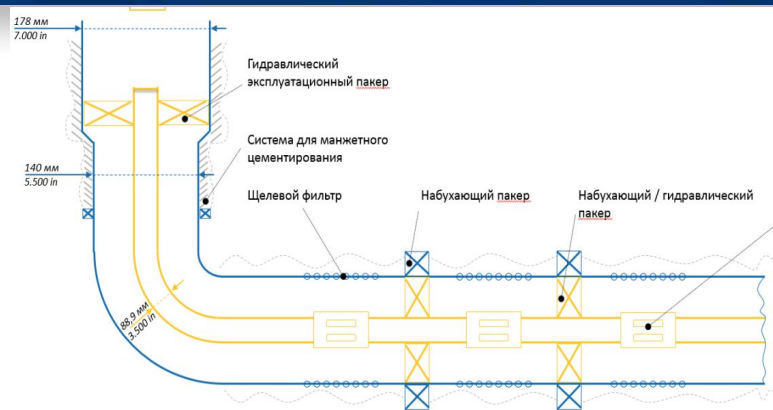 178 мм
7.000 in
Гидравлический
эксплуатационный пакер
Система для манжетного
цементирования
140 мм
5.500 in
Щелевой фильтр
Набухающий пакер
Набухающий / гидравлический
пакер
88,9 мм
3.500 in